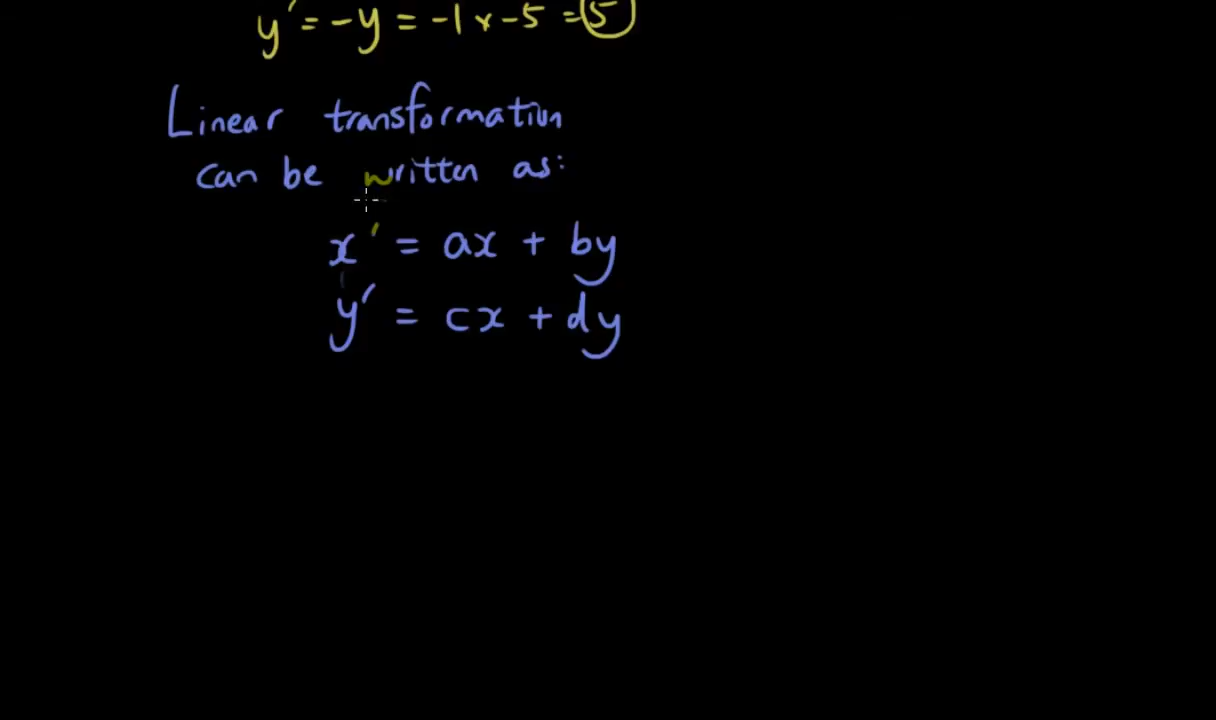 y' = -y = -1 x -5 = 5
Linear transformation
can be written as:
x' = ax + by
y' = cx + dy